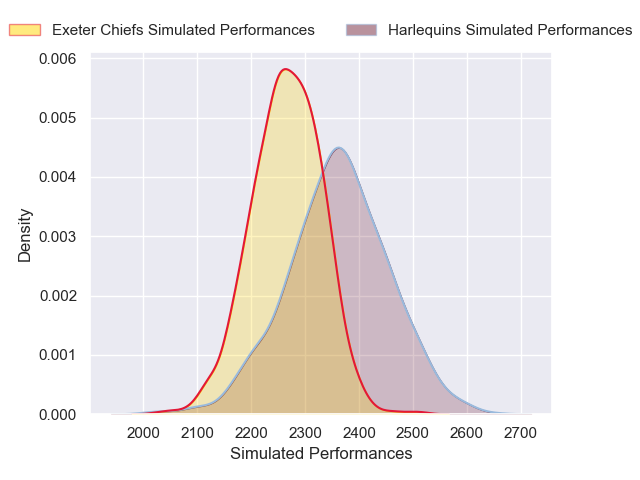 Exeter Chiefs Simulated Performances Harlequins Simulated Performances
0.006
0.005
0.004
0.003
0.002
0.001
0.000
Density
2000 2100 2200 2300 2400 2500 2600 2700
Simulated Performances